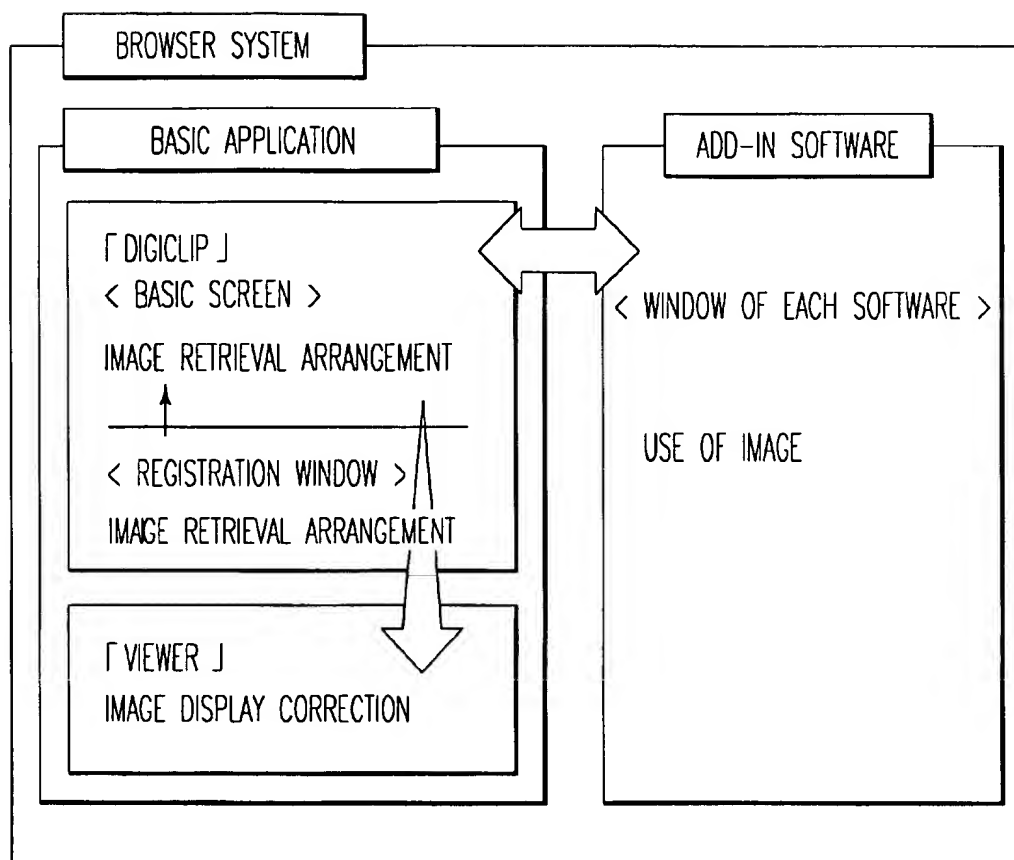 BROWSER SYSTEM
BASIC APPLICATION
「DIGICLIP」
< BASIC SCREEN >
IMAGE RETRIEVAL ARRANGEMENT
< REGISTRATION WINDOW >
IMAGE RETRIEVAL ARRANGEMENT
「VIEWER」
IMAGE DISPLAY CORRECTION
ADD-IN SOFTWARE
< WINDOW OF EACH SOFTWARE >
USE OF IMAGE